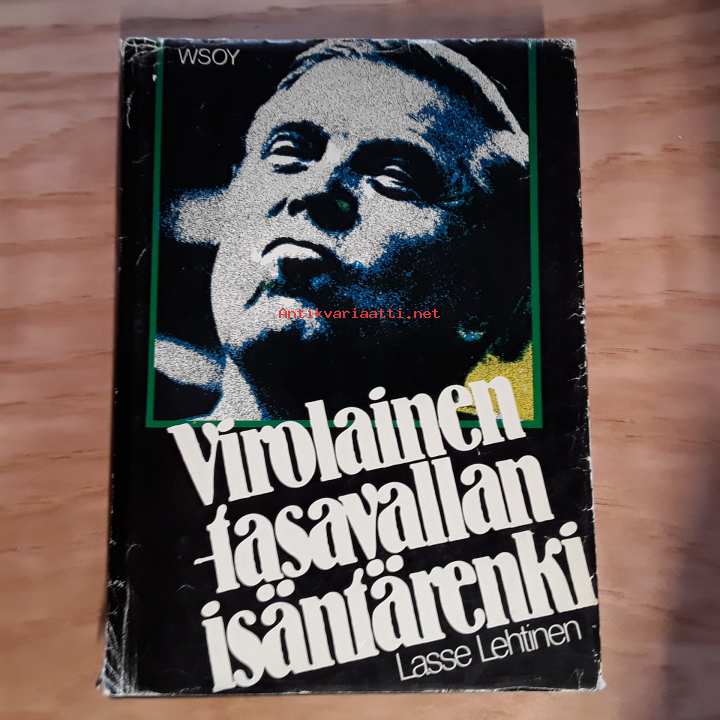 WSOY
Antikvariaatti.net
Virolainen
-tasavallan
isäntärenki
Lasse Lehtinen